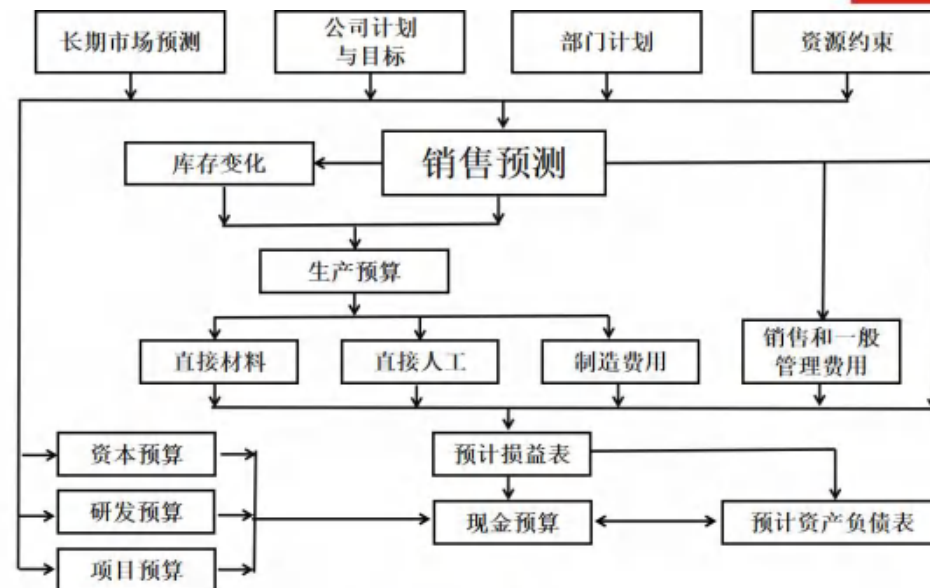 长期市场预测
公司计划
与目标
部门计划
资源约束
库存变化
销售预测
生产预算
直接材料
直接人工
制造费用
销售和一般
管理费用
资本预算
预计损益表
研发预算
现金预算
预计资产负债表
项目预算